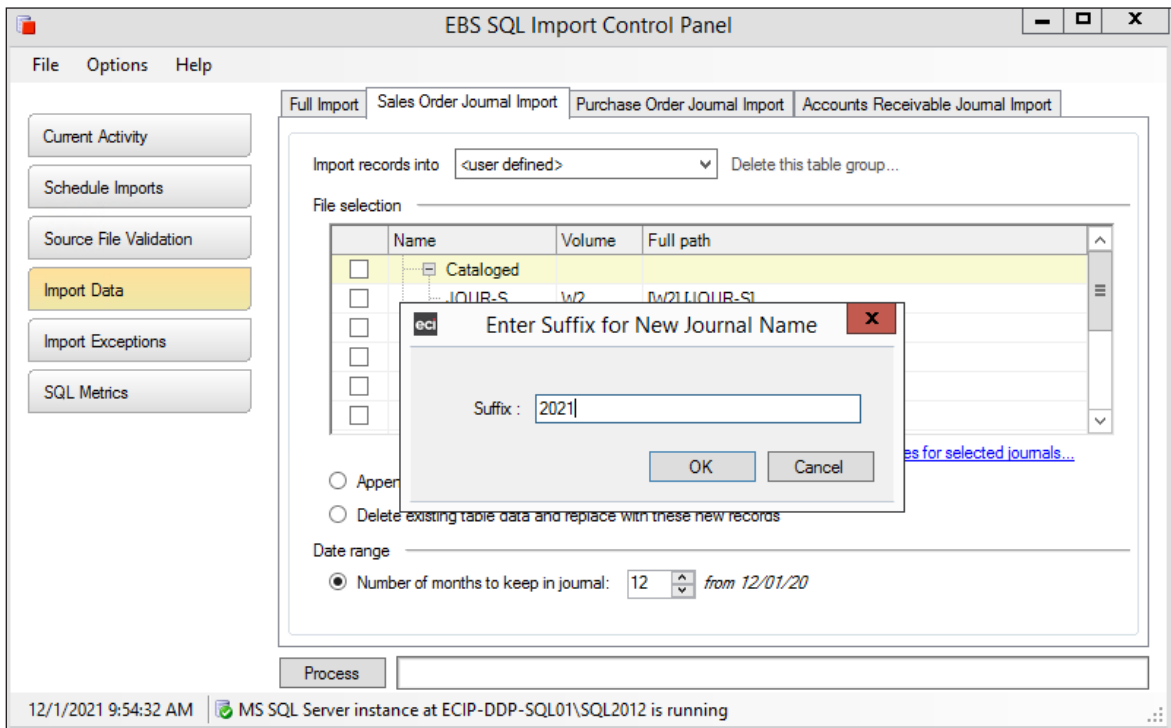 EBS SQL Import Control Panel
File Options Help
Full Import Sales Order Journal Import Purchase Order Journal Import Accounts Receivable Journal Import
Current Activity
Schedule Imports
Source File Validation
Import Data
Import Exceptions
SQL Metrics
Import records into <user defined> Delete this table group...
File selection
Name Volume Full path
Cataloged
JOUR-S W2 [W2] [JOUR-S]
eci Enter Suffix for New Journal Name x
Suffix : 2021
OK Cancel
es for selected journals...
Appen
Delete existing table data and replace with these new records
Date range
Number of months to keep in journal: 12 from 12/01/20
Process
12/1/2021 9:54:32 AM MS SQL Server instance at ECIP-DDP-SQL01\SQL2012 is running